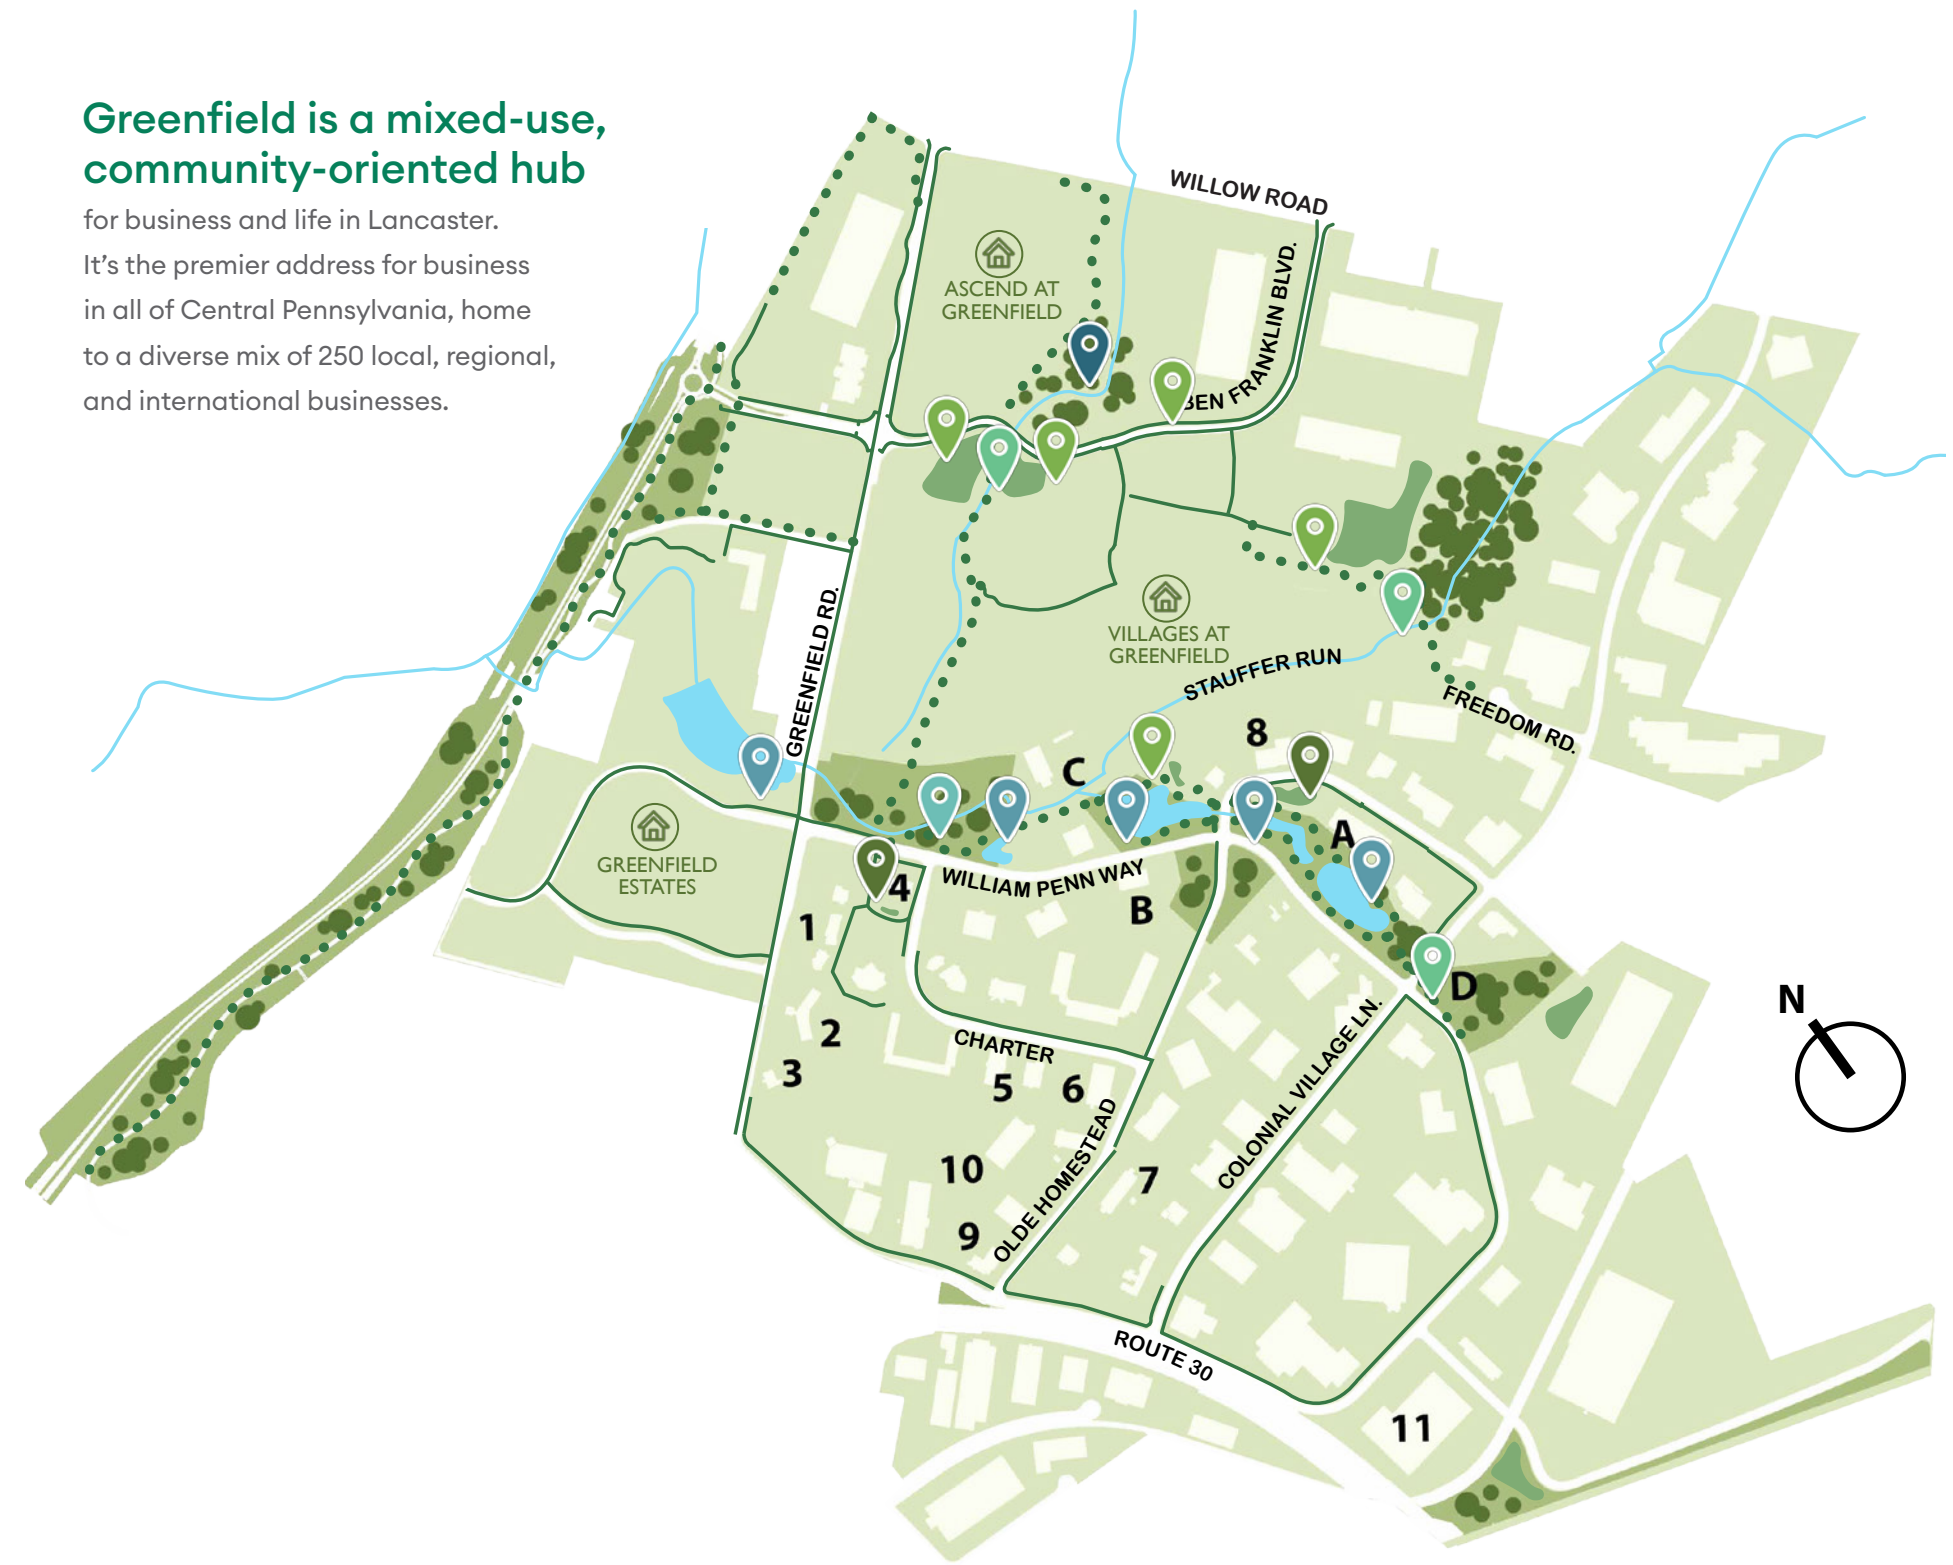 Greenfield is a mixed-use,
community-oriented hub
for business and life in Lancaster.
It's the premier address for business
in all of Central Pennsylvania, home
to a diverse mix of 250 local, regional,
and international businesses.
WILLOW ROAD
ASCEND AT
GREENFIELD
BEN FRANKLIN BLVD.
GREENFIELD RD.
VILLAGES AT
GREENFIELD
STAUFFER RUN
FREEDOM RD.
8
C
A
GREENFIELD
ESTATES
4
WILLIAM PENN WAY
B
1
D
N
2
CHARTER
3
5
6
COLONIAL VILLAGE LN.
OLDE HOMESTEAD
10
7
9
ROUTE 30
11